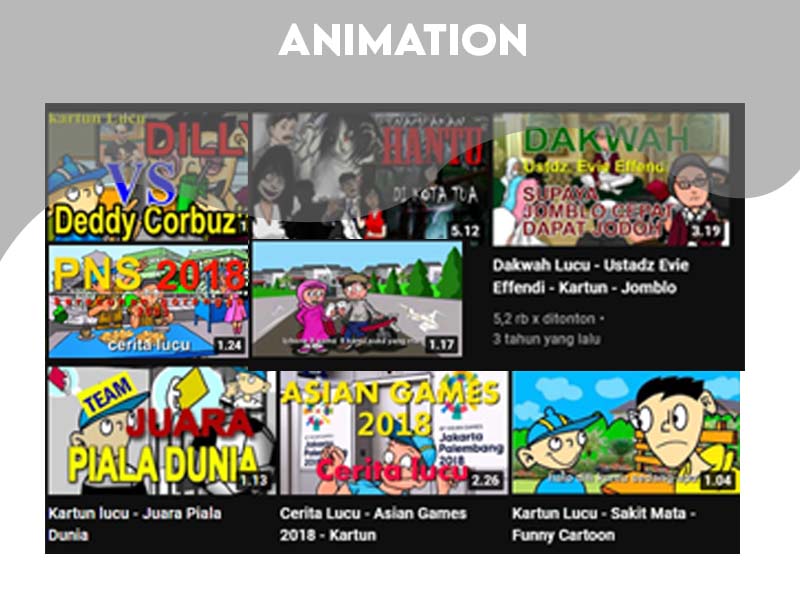 ANIMATION
Kartun Lucu
DILLY
VS
Deddy Corbuz
PENAMPAKAN
HANTU
DI KOTA TUA
5.12
DAKWAH
Ustdz. Evie Effendi
SUPAYA
JOMBLO CEPAT
DAPAT JODOH
3.19
Dakwah Lucu - Ustadz Evie
Effendi - Kartun - Jomblo
5,2 rb x ditonton •
3 tahun yang lalu
PNS 2018
cerita lucu
1.24
1.17
TEAM
JUARA
PIALA DUNIA
1.13
Kartun lucu - Juara Piala
Dunia
ASIAN GAMES
2018
Jakarta
Palembang
2018
Cerita lucu
2.26
Cerita Lucu - Asian Games
2018 - Kartun
1.04
Kartun Lucu - Sakit Mata -
Funny Cartoon